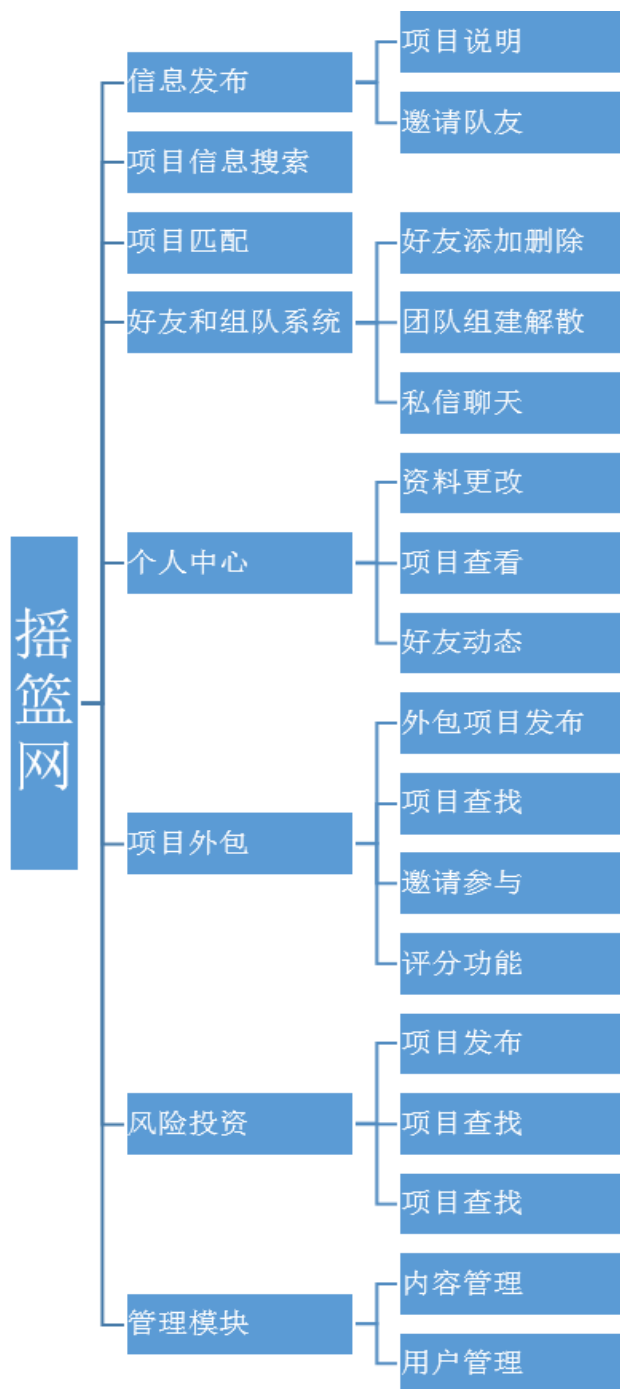 摇篮网
信息发布
项目说明
邀请队友
项目信息搜索
项目匹配
好友和组队系统
好友添加删除
团队组建解散
私信聊天
个人中心
资料更改
项目查看
好友动态
项目外包
外包项目发布
项目查找
邀请参与
评分功能
风险投资
项目发布
项目查找
项目查找
管理模块
内容管理
用户管理